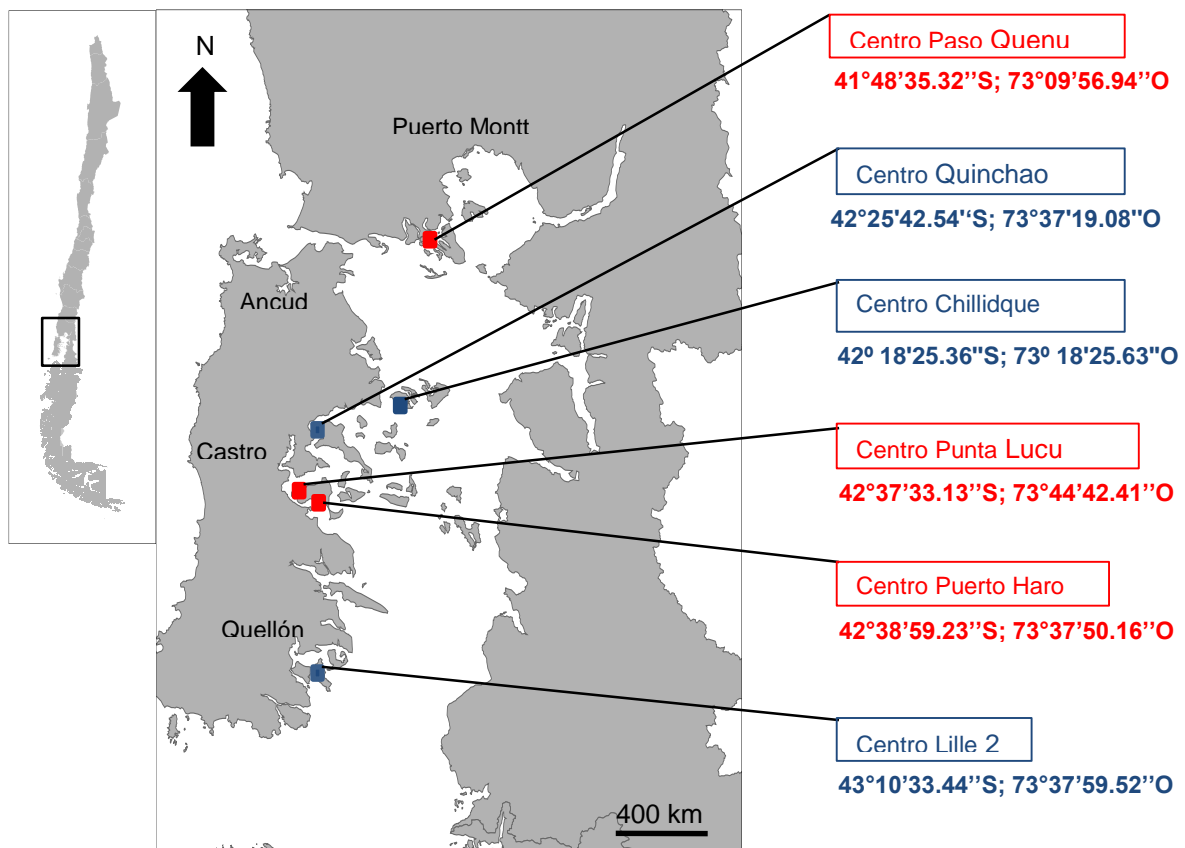 N
Puerto Montt
Ancud
Castro
Quellón
400 km
Centro Paso Quenu
41°48’35.32’’S; 73°09’56.94’’O
Centro Quinchao
42°25'42.54'‘S; 73°37'19.08"O
Centro Chillidque
42º 18'25.36"S; 73º 18'25.63"O
Centro Punta Lucu
42°37’33.13’’S; 73°44’42.41’’O
Centro Puerto Haro
42°38’59.23’’S; 73°37’50.16’’O
Centro Lille 2
43°10’33.44’’S; 73°37’59.52’’O